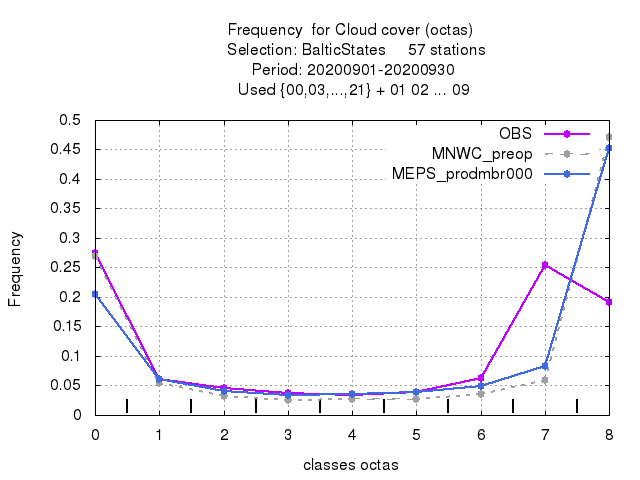 Frequency  for Cloud cover (octas)
Selection: BalticStates     57 stations
Period: 20200901-20200930
Used {00,03,...,21} + 01 02 ... 09
0.5
0.45
0.4
0.35
0.3
0.25
0.2
0.15
0.1
0.05
0
Frequency
OBS
MNWC_preop
MEPS_prodmbr000
0 1 2 3 4 5 6 7 8
classes octas